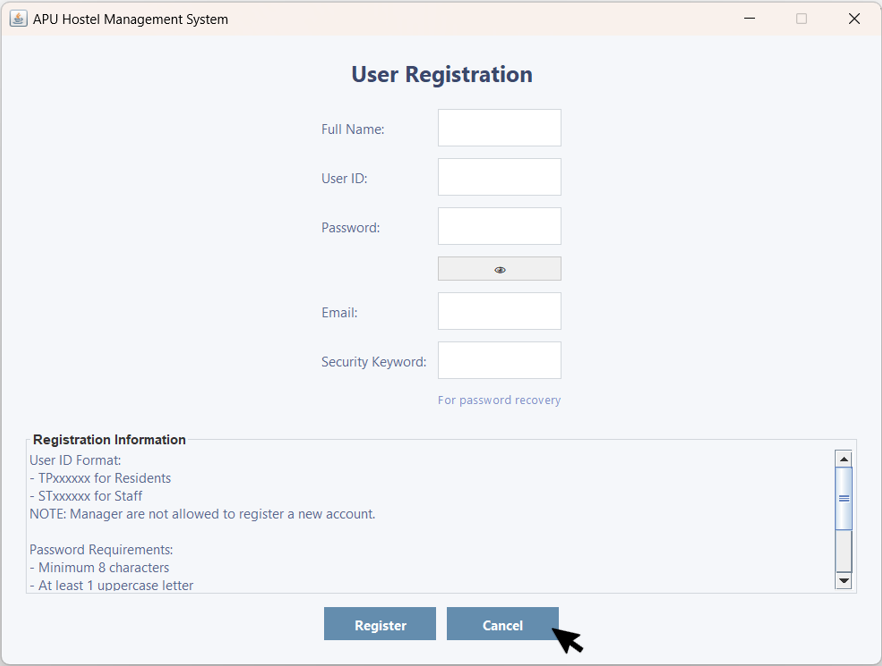 APU Hostel Management System
User Registration
Full Name:
User ID:
Password:
Email:
Security Keyword:
For password recovery
Registration Information
User ID Format:
- TPxxxxxx for Residents
- STxxxxxx for Staff
NOTE: Manager are not allowed to register a new account.
Password Requirements:
- Minimum 8 characters
- At least 1 uppercase letter
Register Cancel